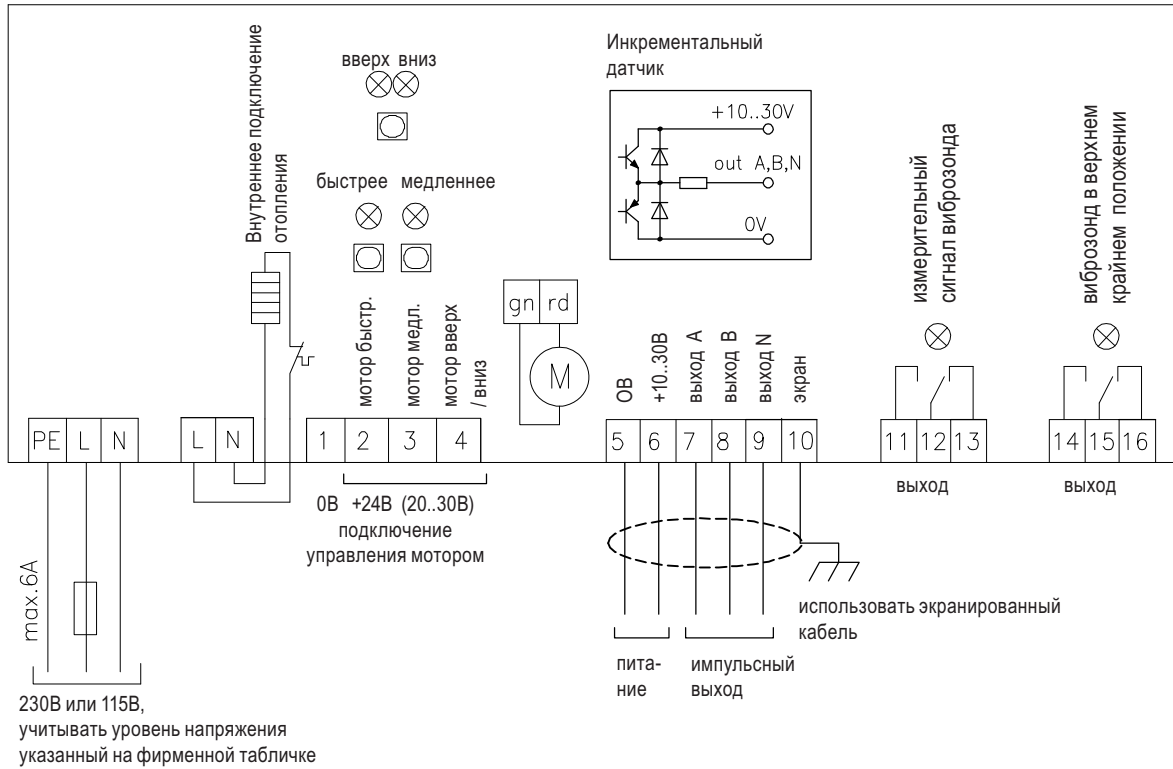 Внутреннее подключение
отопления
вверх вниз
быстрее медленнее
Инкрементальный
датчик
+10..30V
out A,B,N
0V
измерительный
сигнал виброзонда
виброзонд в верхнем
крайнем положении
gn rd
M
мотор быстр.
мотор медл.
мотор вверх
/ вниз
ОВ
+10..30В
выход А
выход В
выход N
экран
PE L N
L N
1 2 3 4
5 6 7 8 9 10
11 12 13
14 15 16
0В +24В (20..30В)
подключение
управления мотором
выход
выход
max.6A
использовать экранированный
кабель
пита-
ние
импульсный
выход
230В или 115В,
учитывать уровень напряжения
указанный на фирменной табличке